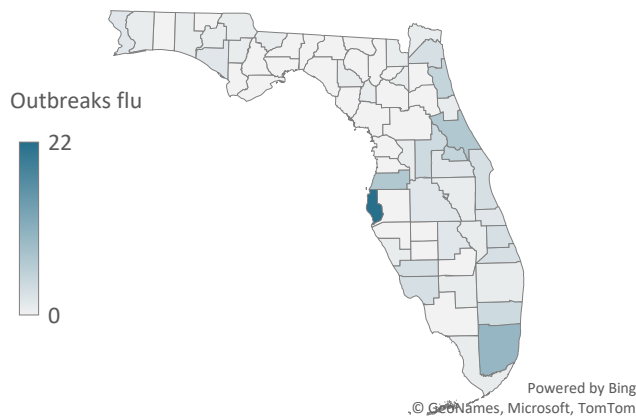 Outbreaks flu
22
0
Powered by Bing
© GeoNames, Microsoft, TomTom